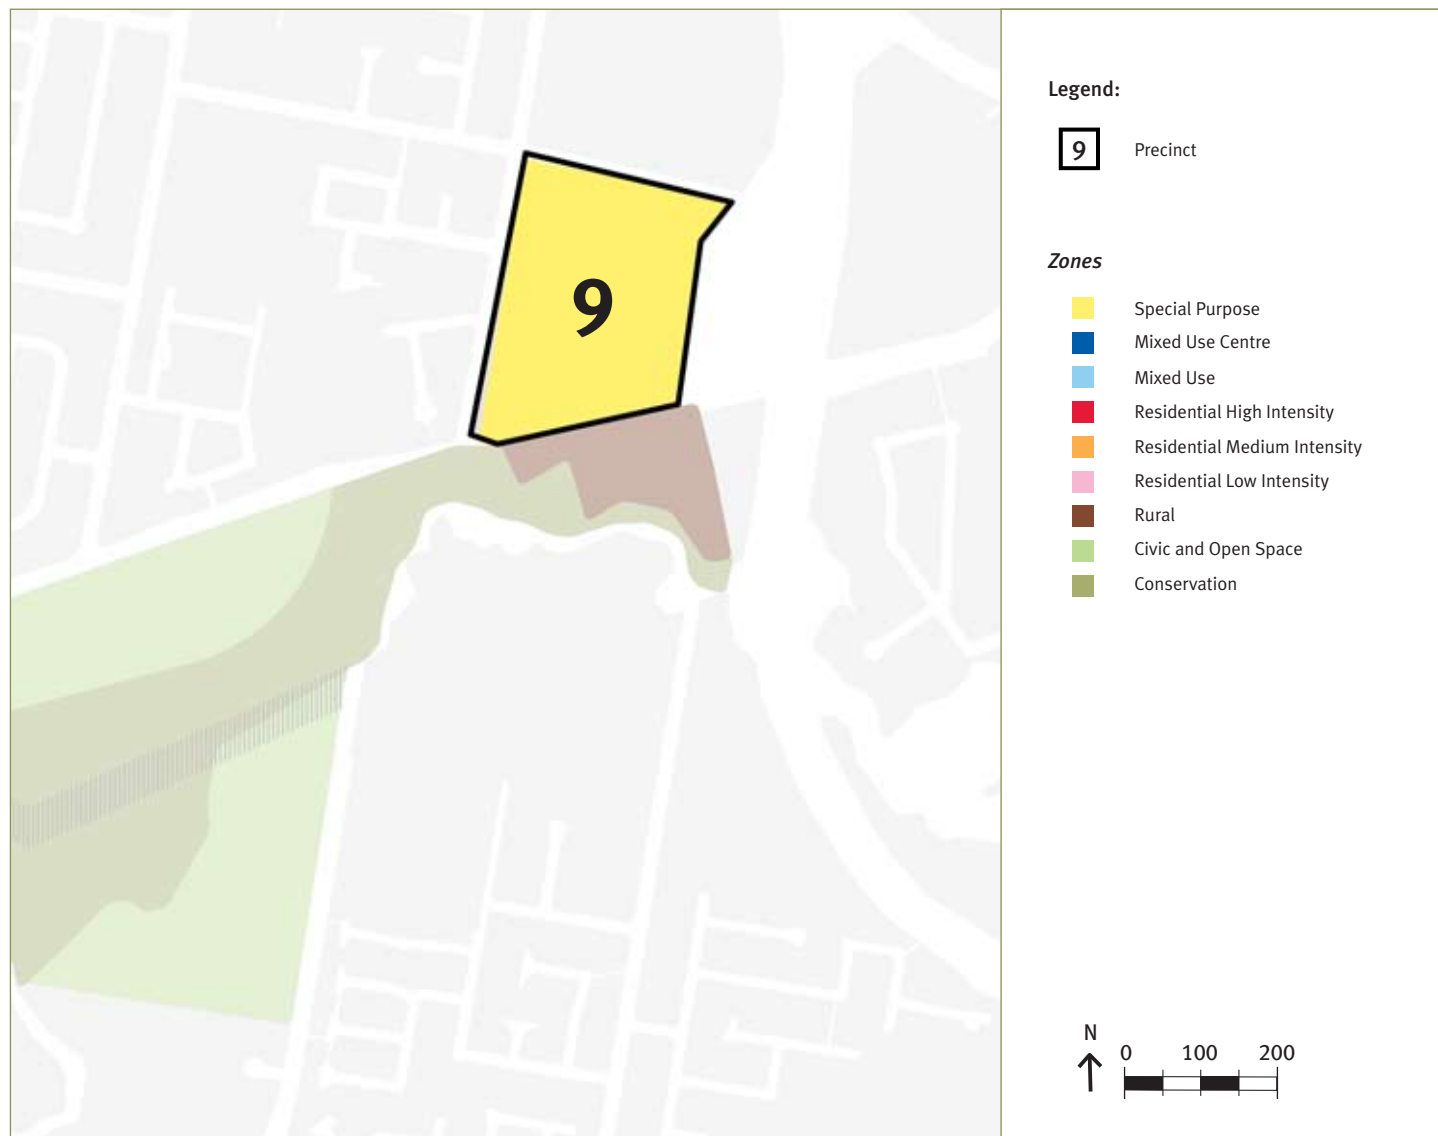 9
Legend:
9 Precinct
Zones
Special Purpose
Mixed Use Centre
Mixed Use
Residential High Intensity
Residential Medium Intensity
Residential Low Intensity
Rural
Civic and Open Space
Conservation
N
0 100 200